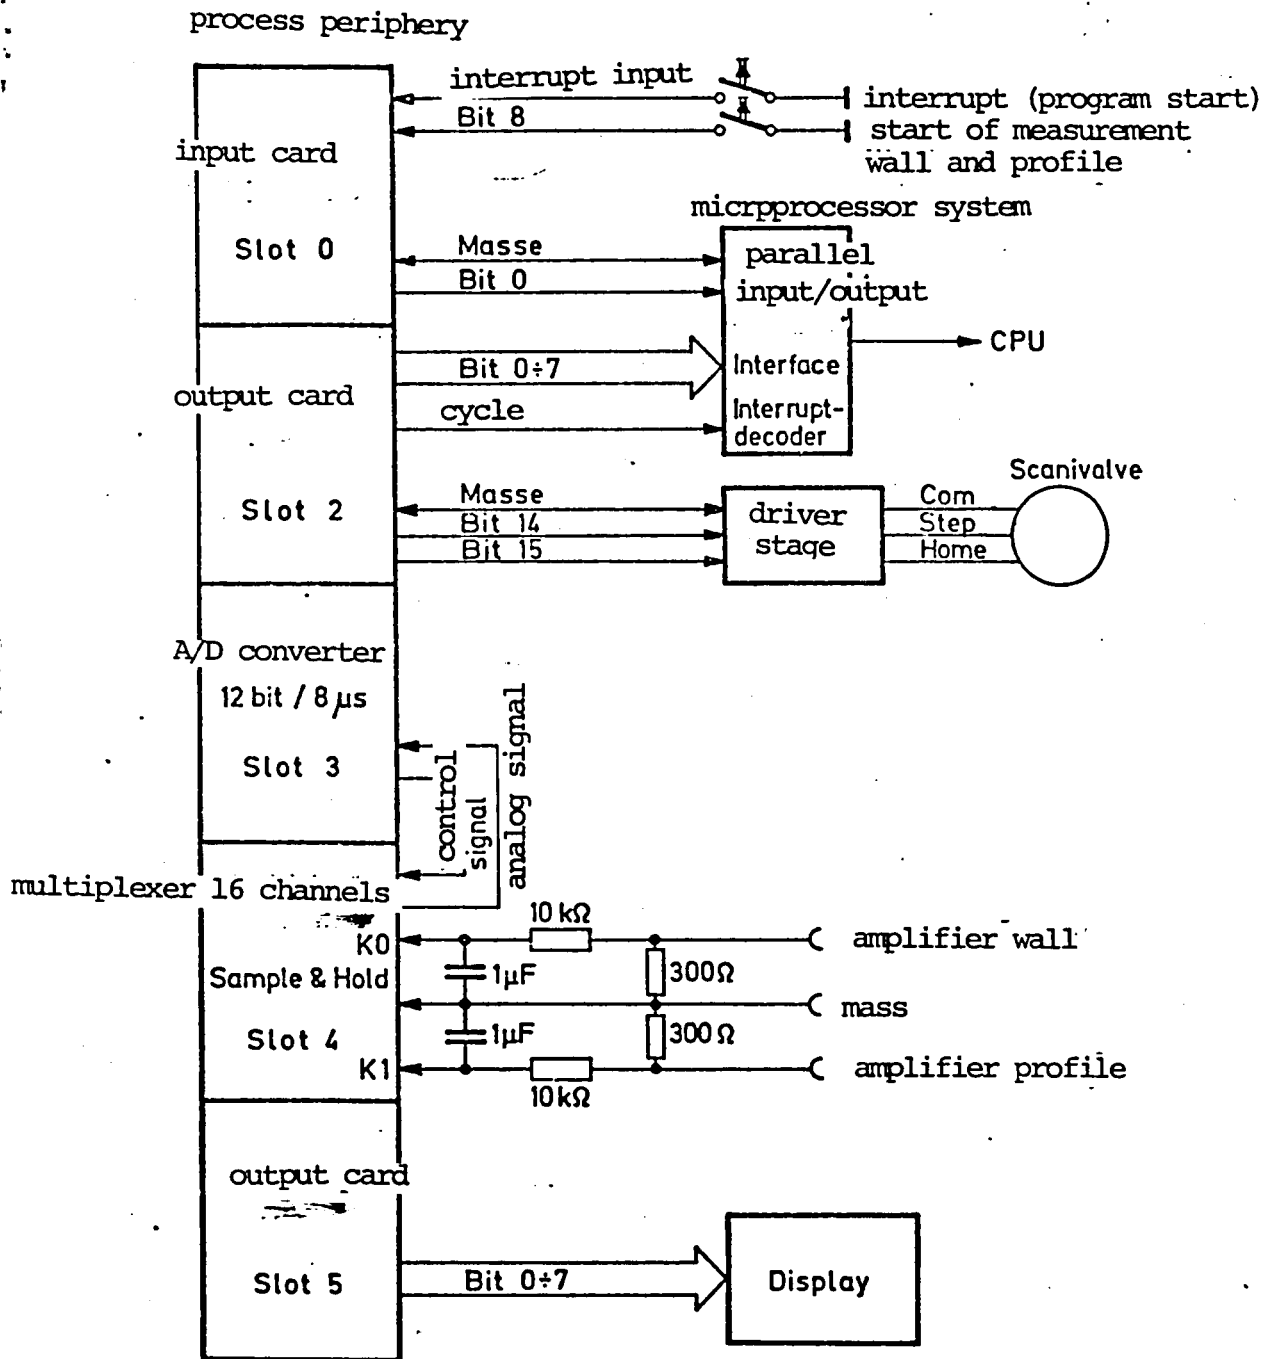 process periphery
interrupt input
interrupt (program start)
Bit 8
start of measurement
wall and profile
input card
Slot 0
micrpprocessor system
Masse
parallel
Bit 0
input/output
CPU
Bit 0÷7
Interface
output card
cycle
Interrupt-
decoder
Scanivalve
Slot 2
Masse
driver
Com
Bit 14
stage
Step
Bit 15
Home
A/D converter
12 bit / 8 µs
Slot 3
control
signal
analog signal
multiplexer 16 channels
10 kΩ
K0
amplifier wall
Sample & Hold
1µF
300Ω
mass
Slot 4
1µF
300Ω
K1
10kΩ
amplifier profile
output card
Slot 5
Bit 0÷7
Display